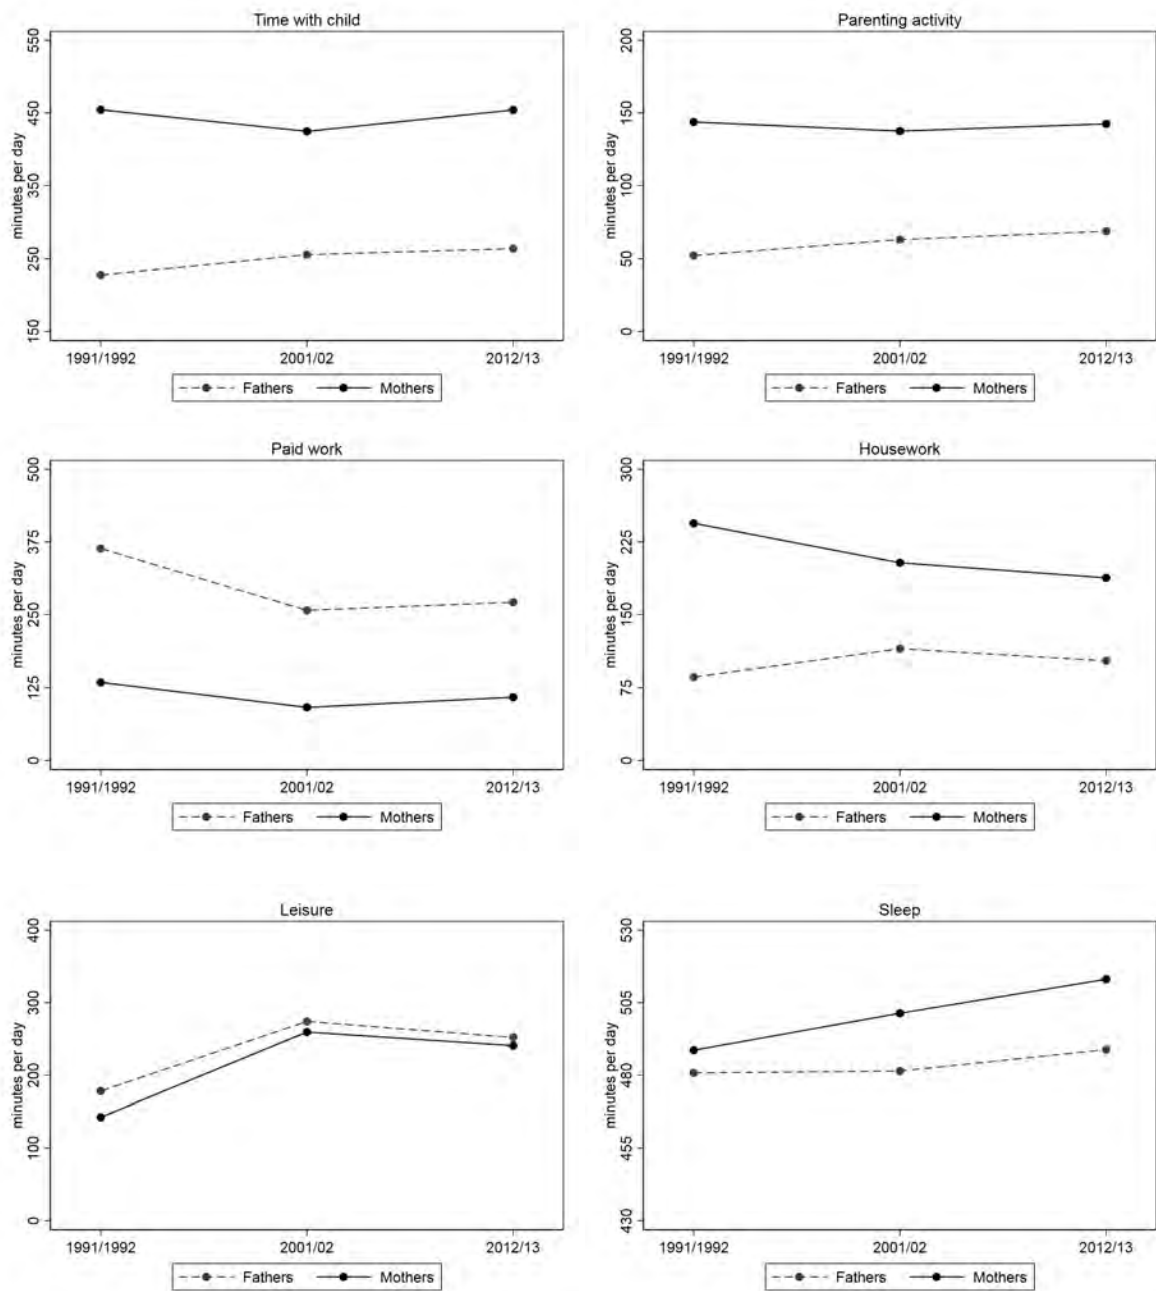 Time with child
minutes per day
550
450
350
250
150
1991/1992 2001/02 2012/13
Fathers Mothers
Parenting activity
minutes per day
200
150
100
50
0
1991/1992 2001/02 2012/13
Fathers Mothers
Paid work
minutes per day
500
375
250
125
0
1991/1992 2001/02 2012/13
Fathers Mothers
Housework
minutes per day
300
225
150
75
0
1991/1992 2001/02 2012/13
Fathers Mothers
Leisure
minutes per day
400
300
200
100
0
1991/1992 2001/02 2012/13
Fathers Mothers
Sleep
minutes per day
530
505
480
455
430
1991/1992 2001/02 2012/13
Fathers Mothers